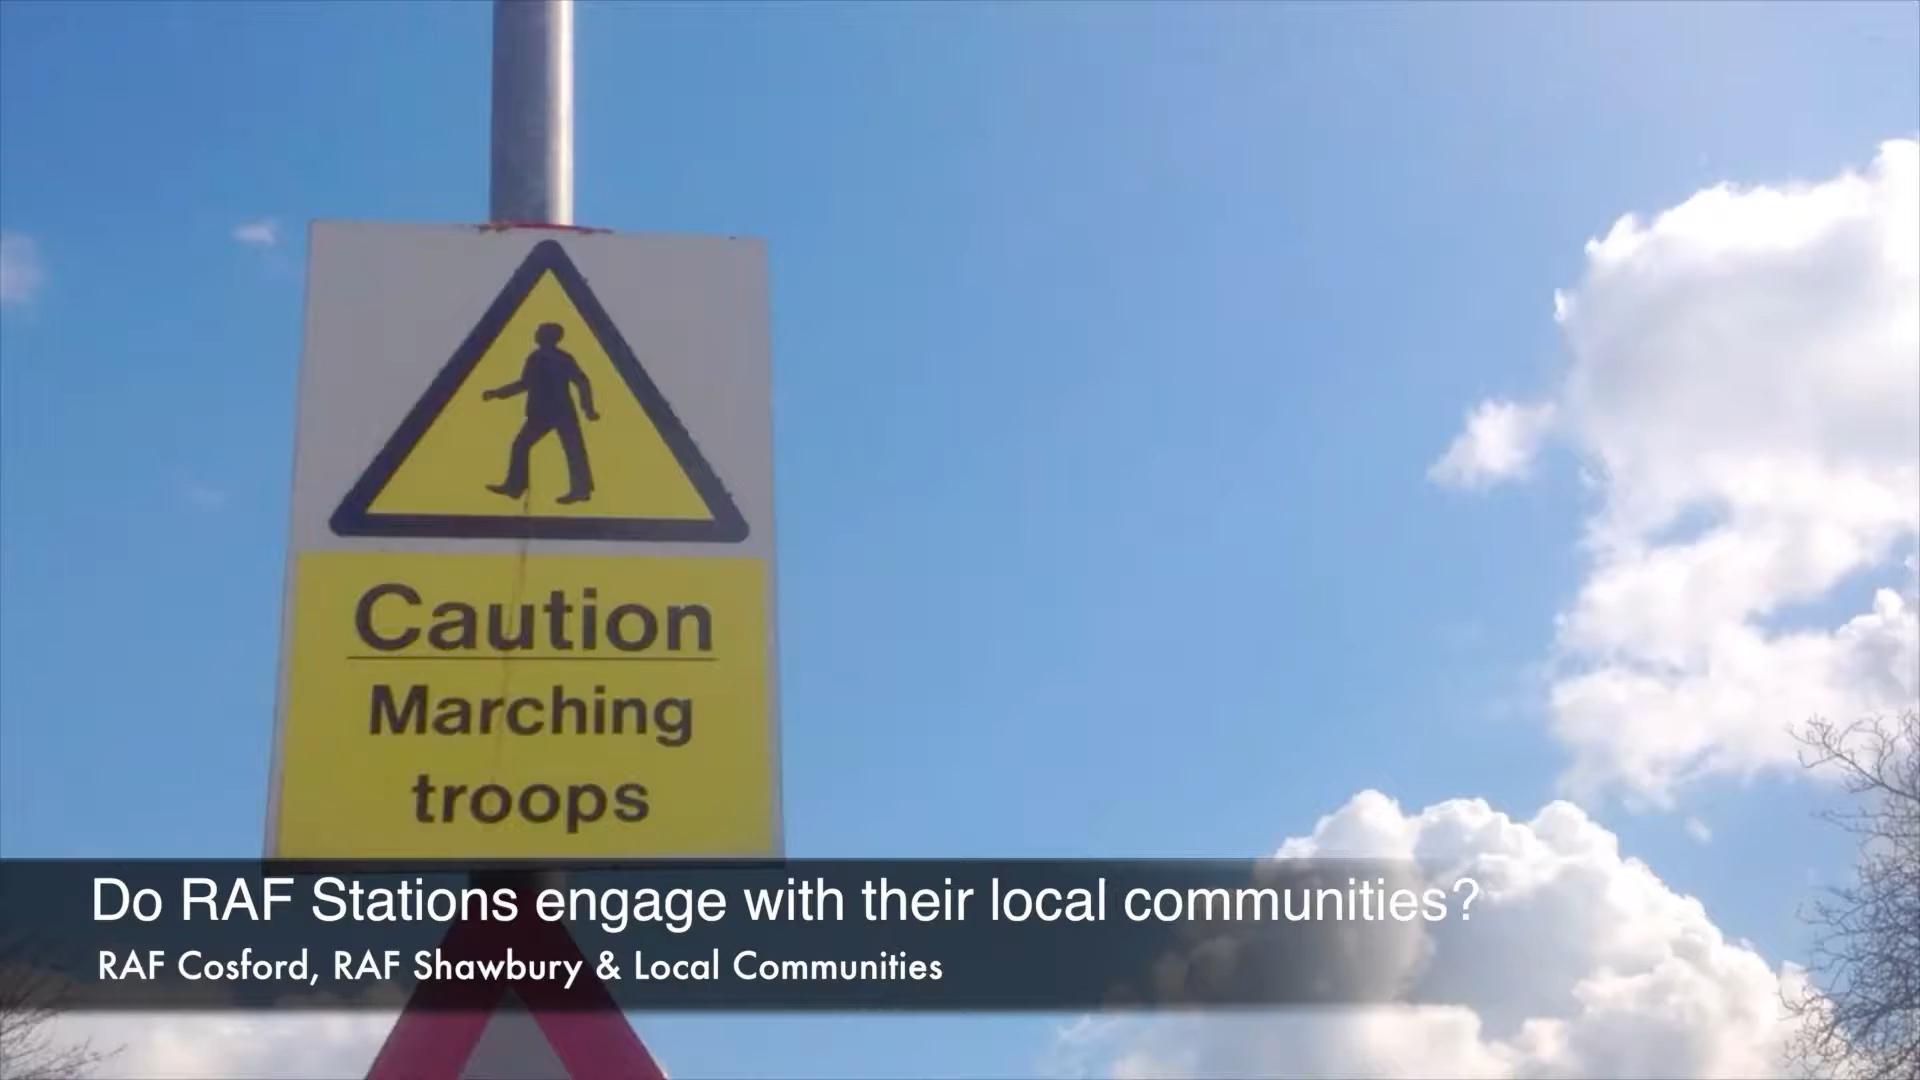 Caution
Marching
troops
Do RAF Stations engage with their local communities?
RAF Cosford, RAF Shawbury & Local Communities